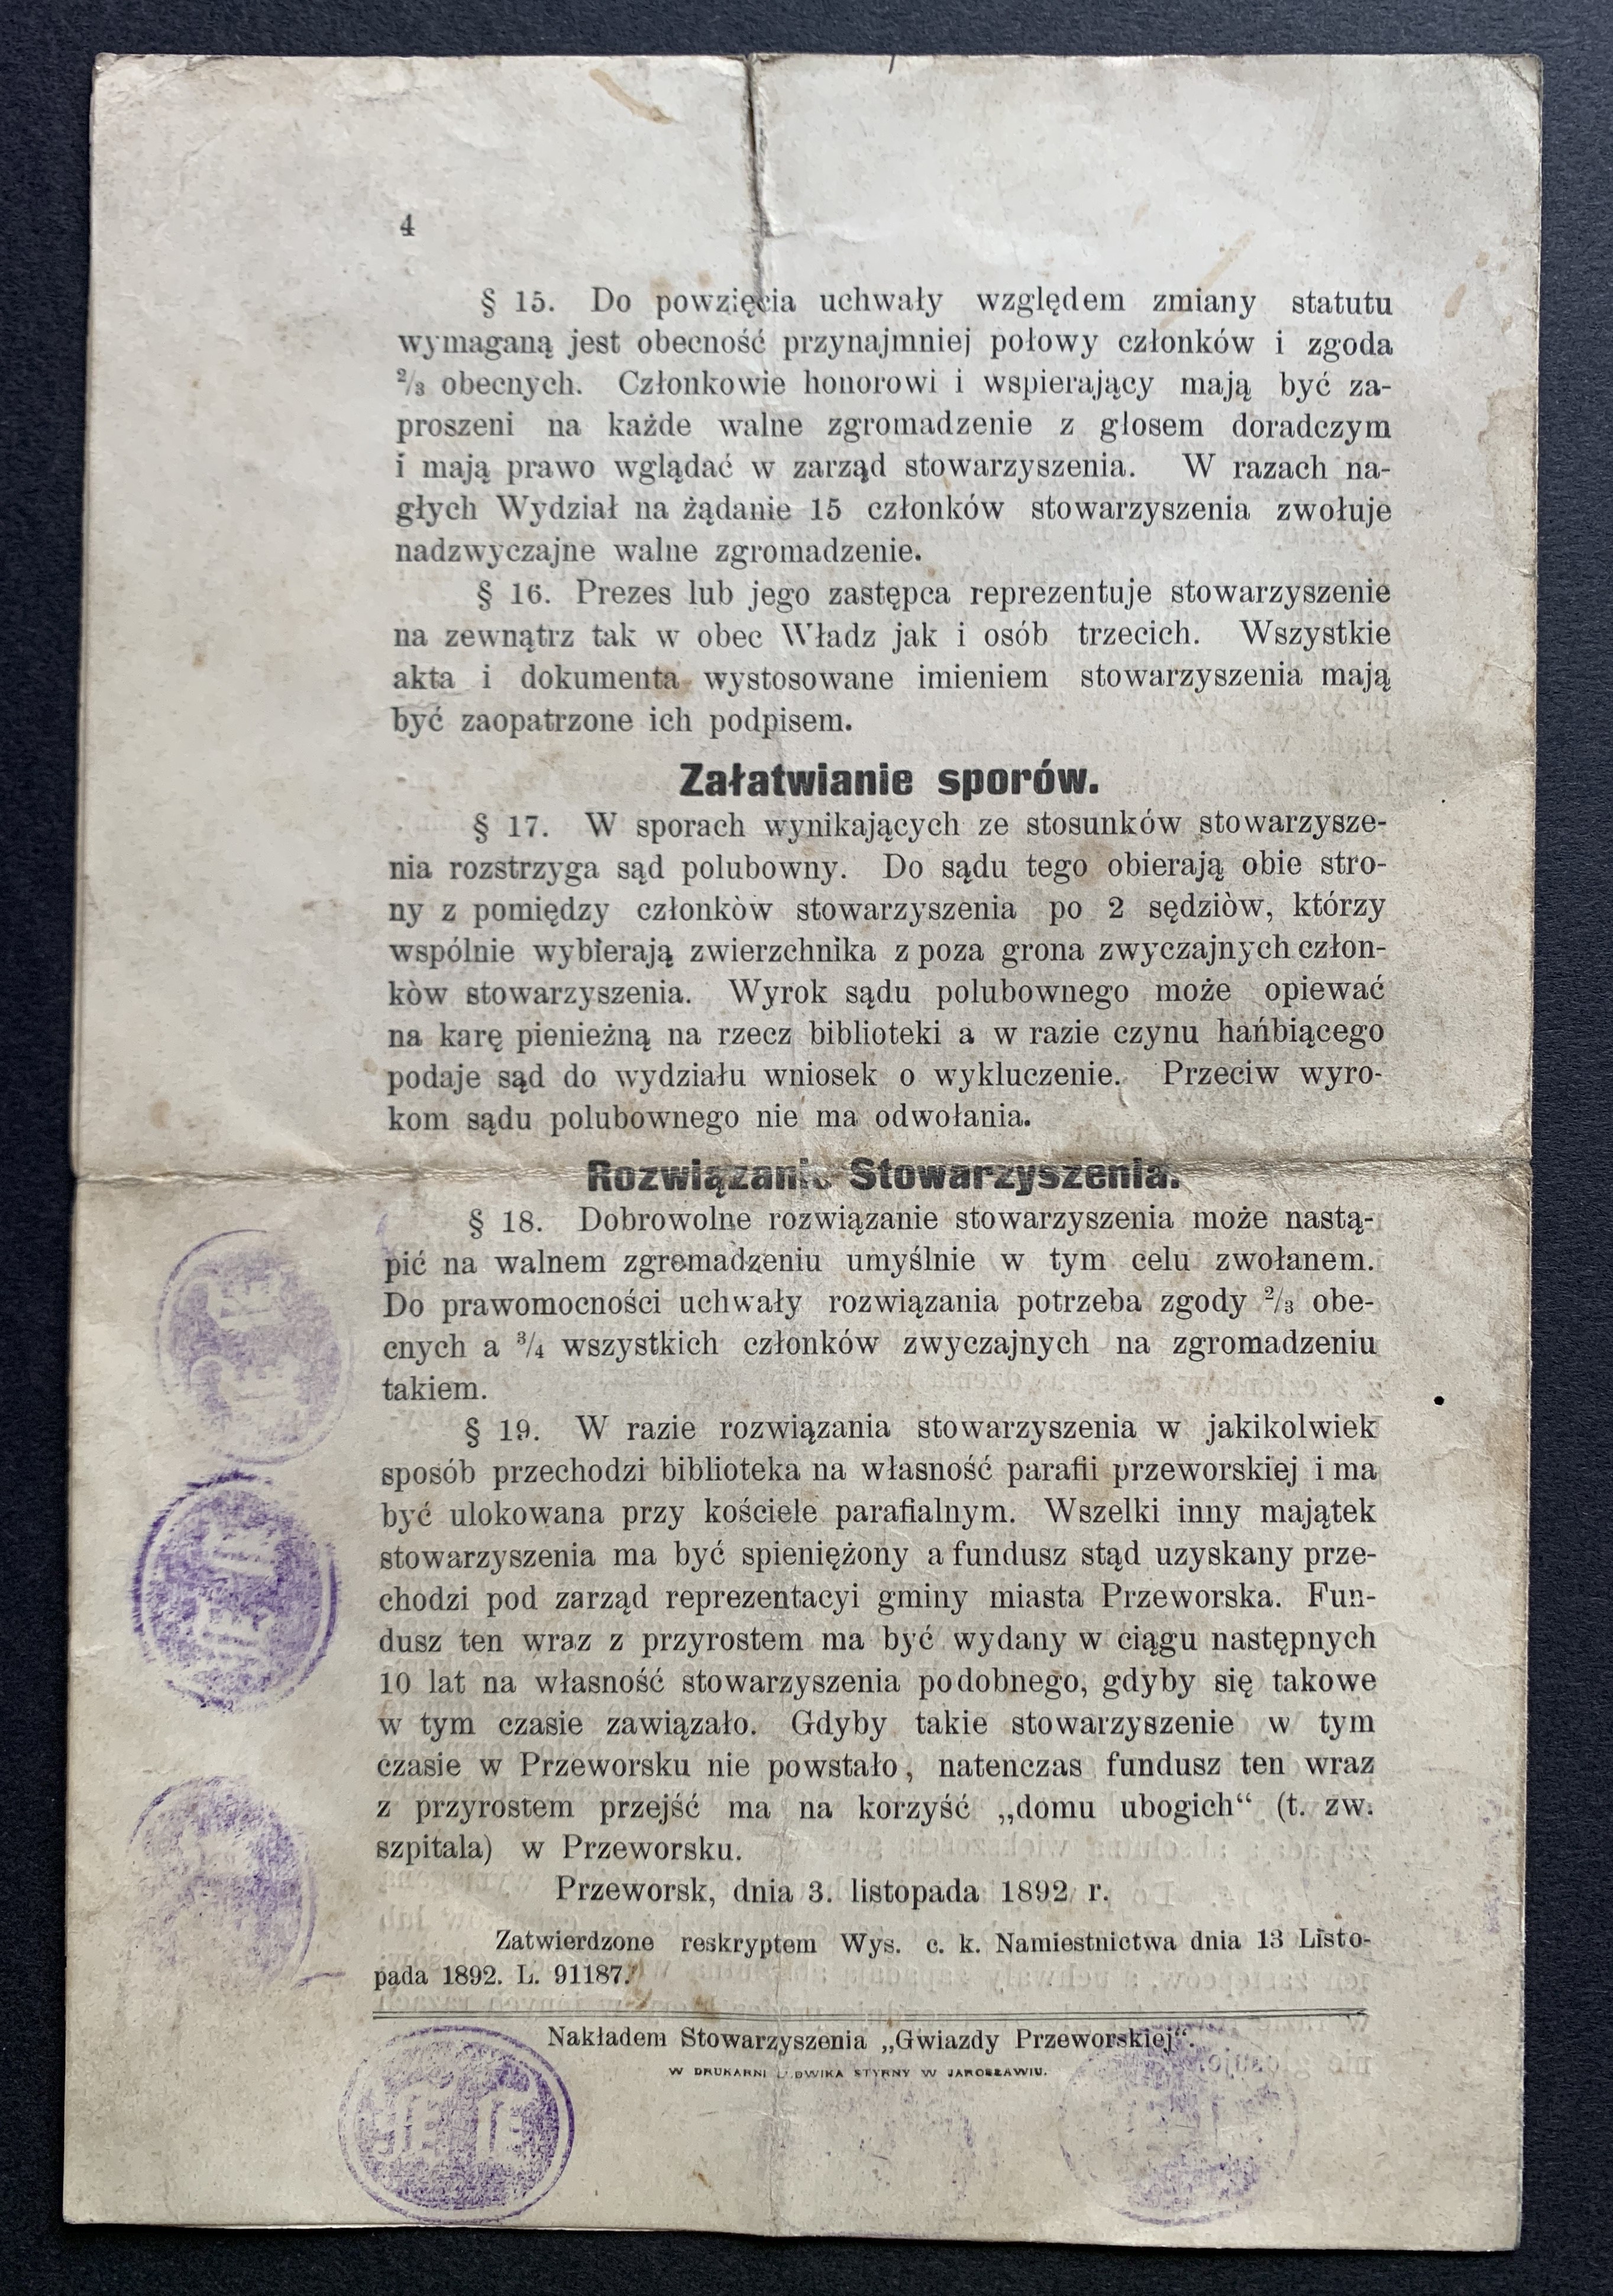 4
§ 15. Do powzięcia uchwały względem zmiany statutu
wymaganą jest obecność przynajmniej połowy członków i zgoda
²/₃ obecnych. Członkowie honorowi i wspierający mają być za-
proszeni na każde walne zgromadzenie z głosem doradczym
i mają prawo wglądać w zarząd stowarzyszenia. W razach na-
głych Wydział na żądanie 15 członków stowarzyszenia zwołuje
nadzwyczajne walne zgromadzenie.
§ 16. Prezes lub jego zastępca reprezentuje stowarzyszenie
na zewnątrz tak w obec Władz jak i osób trzecich. Wszystkie
akta i dokumenta wystosowane imieniem stowarzyszenia mają
być zaopatrzone ich podpisem.
Załatwianie sporów.
§ 17. W sporach wynikających ze stosunków stowarzysze-
nia rozstrzyga sąd polubowny. Do sądu tego obierają obie stro-
ny z pomiędzy członkòw stowarzyszenia po 2 sędziòw, którzy
wspólnie wybierają zwierzchnika z poza grona zwyczajnych człon-
kòw stowarzyszenia. Wyrok sądu polubownego może opiewać
na karę pienieżną na rzecz biblioteki a w razie czynu hańbiącego
podaje sąd do wydziału wniosek o wykluczenie. Przeciw wyro-
kom sądu polubownego nie ma odwołania.
Rozwiązanie Stowarzyszenia.
§ 18. Dobrowolne rozwiązanie stowarzyszenia może nastą-
pić na walnem zgromadzeniu umyślnie w tym celu zwołanem.
Do prawomocności uchwały rozwiązania potrzeba zgody ²/₃ obe-
cnych a ³/₄ wszystkich członków zwyczajnych na zgromadzeniu
takiem.
§ 19. W razie rozwiązania stowarzyszenia w jakikolwiek
sposób przechodzi biblioteka na własność parafii przeworskiej i ma
być ulokowana przy kościele parafialnym. Wszelki inny majątek
stowarzyszenia ma być spieniężony a fundusz stąd uzyskany prze-
chodzi pod zarząd reprezentacyi gminy miasta Przeworska. Fun-
dusz ten wraz z przyrostem ma być wydany w ciągu następnych
10 lat na własność stowarzyszenia podobnego, gdyby się takowe
w tym czasie zawiązało. Gdyby takie stowarzyszenie w tym
czasie w Przeworsku nie powstało, natenczas fundusz ten wraz
z przyrostem przejść ma na korzyść „domu ubogich“ (t. zw.
szpitala) w Przeworsku.
Przeworsk, dnia 3. listopada 1892 r.
Zatwierdzone reskryptem Wys. c. k. Namiestnictwa dnia 13 Listo-
pada 1892. L. 91187.
Nakładem Stowarzyszenia „Gwiazdy Przeworskiej“.
W DRUKARNI LUDWIKA STYRNY W JAROSŁAWIU.